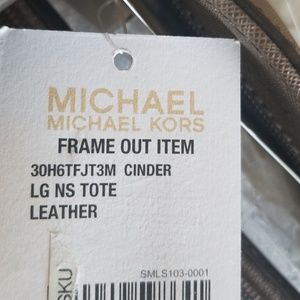 MICHAEL
MICHAEL KORS
FRAME OUT ITEM
30H6TFJT3M CINDER
LG NS TOTE
LEATHER
SKU
SMLS103-0001